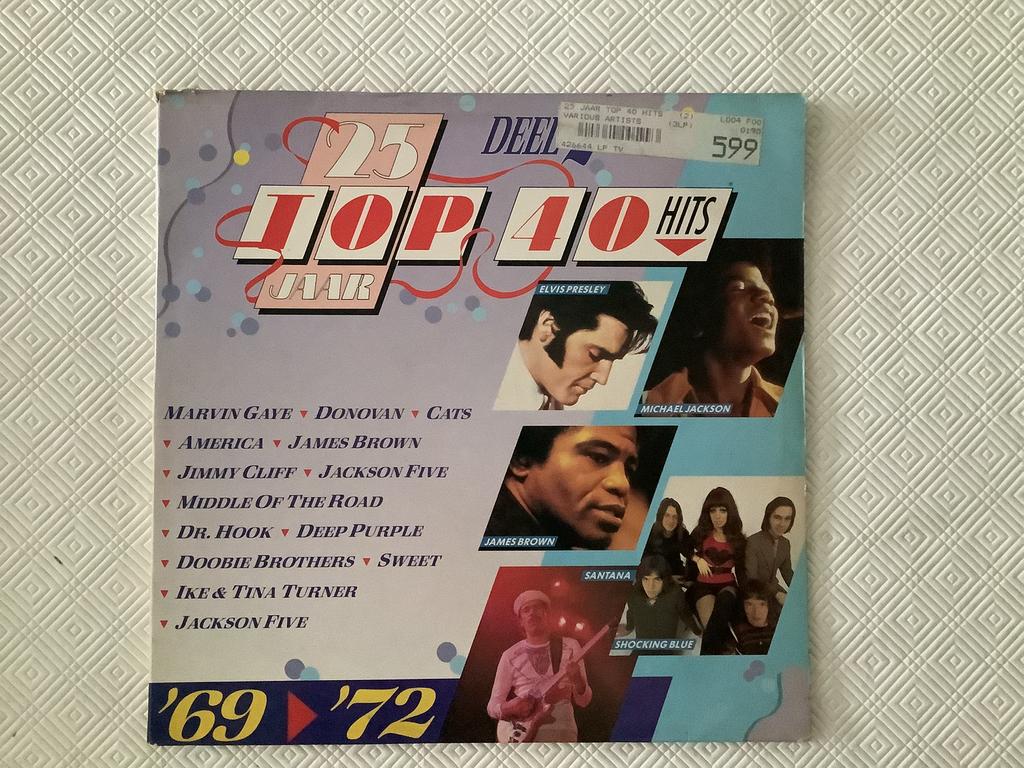 25 JAAR TOP 40 HITS (2)
VARIOUS ARTISTS (3LP)
L004 F00
0190
426644 LP TV
599
'25
DEEL
TOP 40 HITS
JAAR
ELVIS PRESLEY
MICHAEL JACKSON
MARVIN GAYE ▼ DONOVAN ▼ CATS
▼ AMERICA ▼ JAMES BROWN
▼ JIMMY CLIFF ▼ JACKSON FIVE
▼ MIDDLE OF THE ROAD
▼ DR. HOOK ▼ DEEP PURPLE
▼ DOOBIE BROTHERS ▼ SWEET
▼ IKE & TINA TURNER
▼ JACKSON FIVE
JAMES BROWN
SANTANA
SHOCKING BLUE
'69 ▶ '72